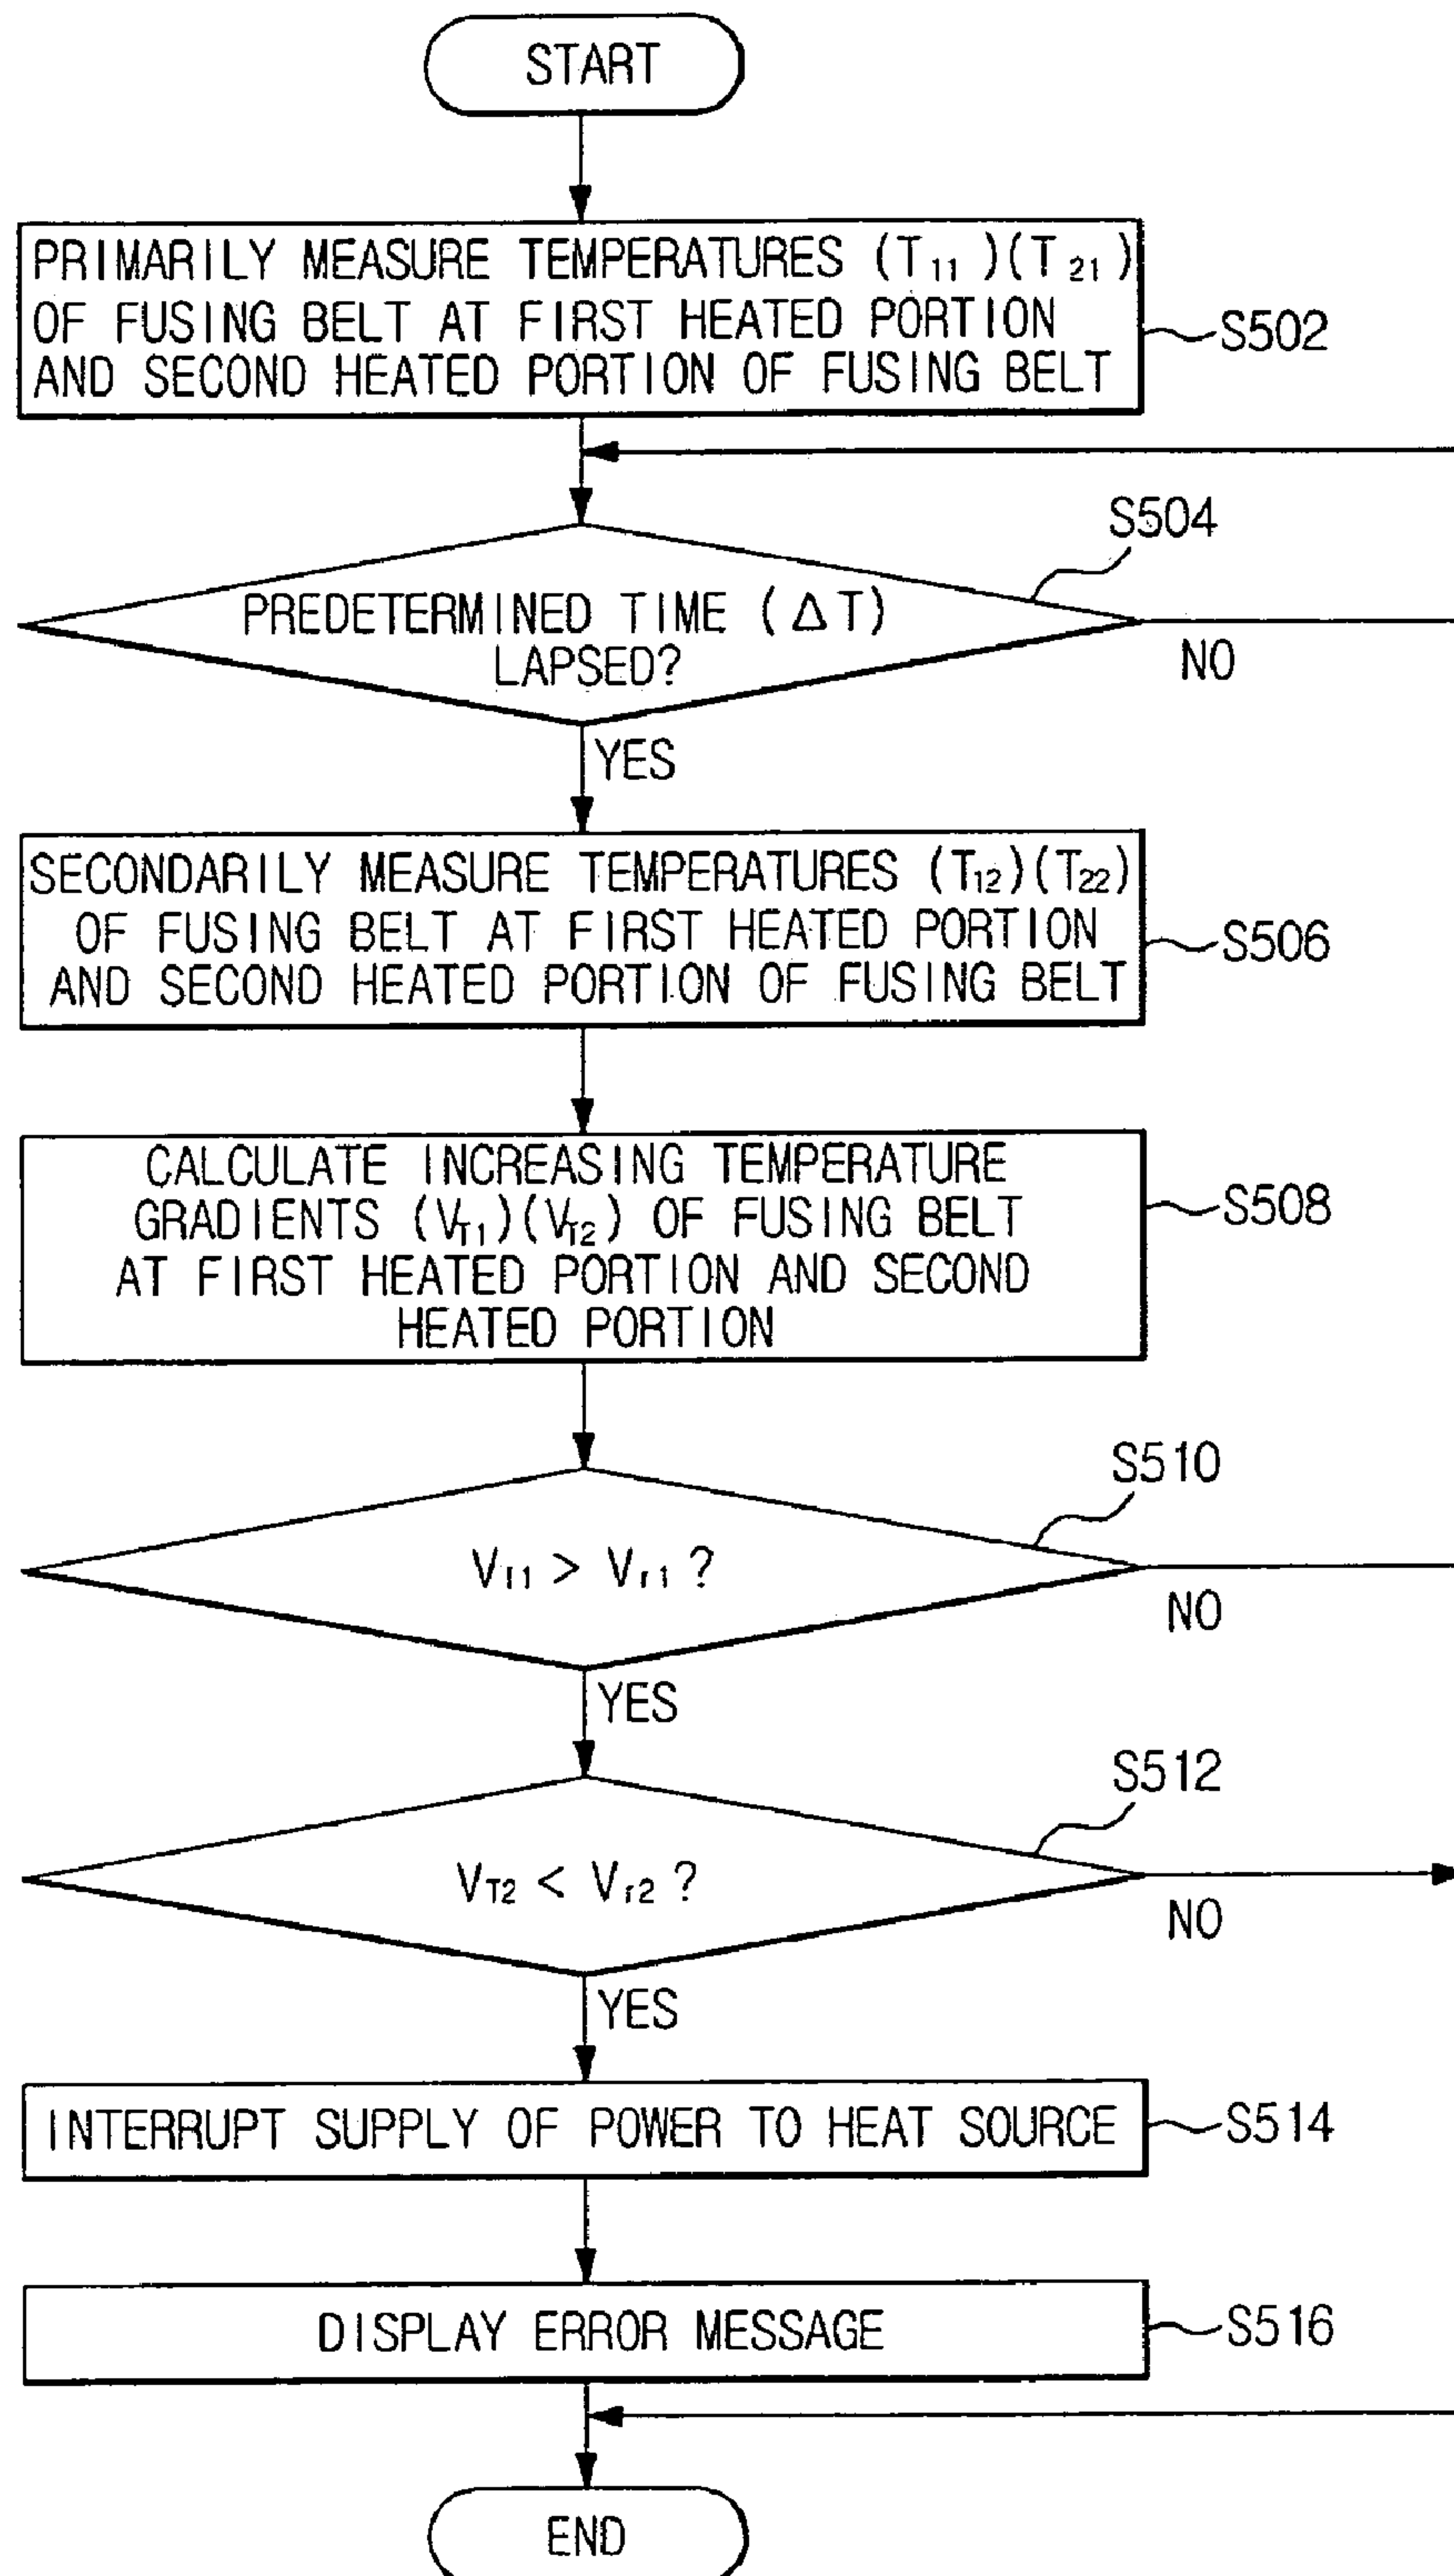 START
PRIMARILY MEASURE TEMPERATURES (T11)(T21)
OF FUSING BELT AT FIRST HEATED PORTION
AND SECOND HEATED PORTION OF FUSING BELT
S502
S504
PREDETERMINED TIME (ΔT)
LAPSED?
NO
YES
SECONDARILY MEASURE TEMPERATURES (T12)(T22)
OF FUSING BELT AT FIRST HEATED PORTION
AND SECOND HEATED PORTION OF FUSING BELT
S506
CALCULATE INCREASING TEMPERATURE
GRADIENTS (VT1)(VT2) OF FUSING BELT
AT FIRST HEATED PORTION AND SECOND
HEATED PORTION
S508
S510
VT1 > Vr1 ?
NO
YES
S512
VT2 < Vr2 ?
NO
YES
INTERRUPT SUPPLY OF POWER TO HEAT SOURCE
S514
DISPLAY ERROR MESSAGE
S516
END